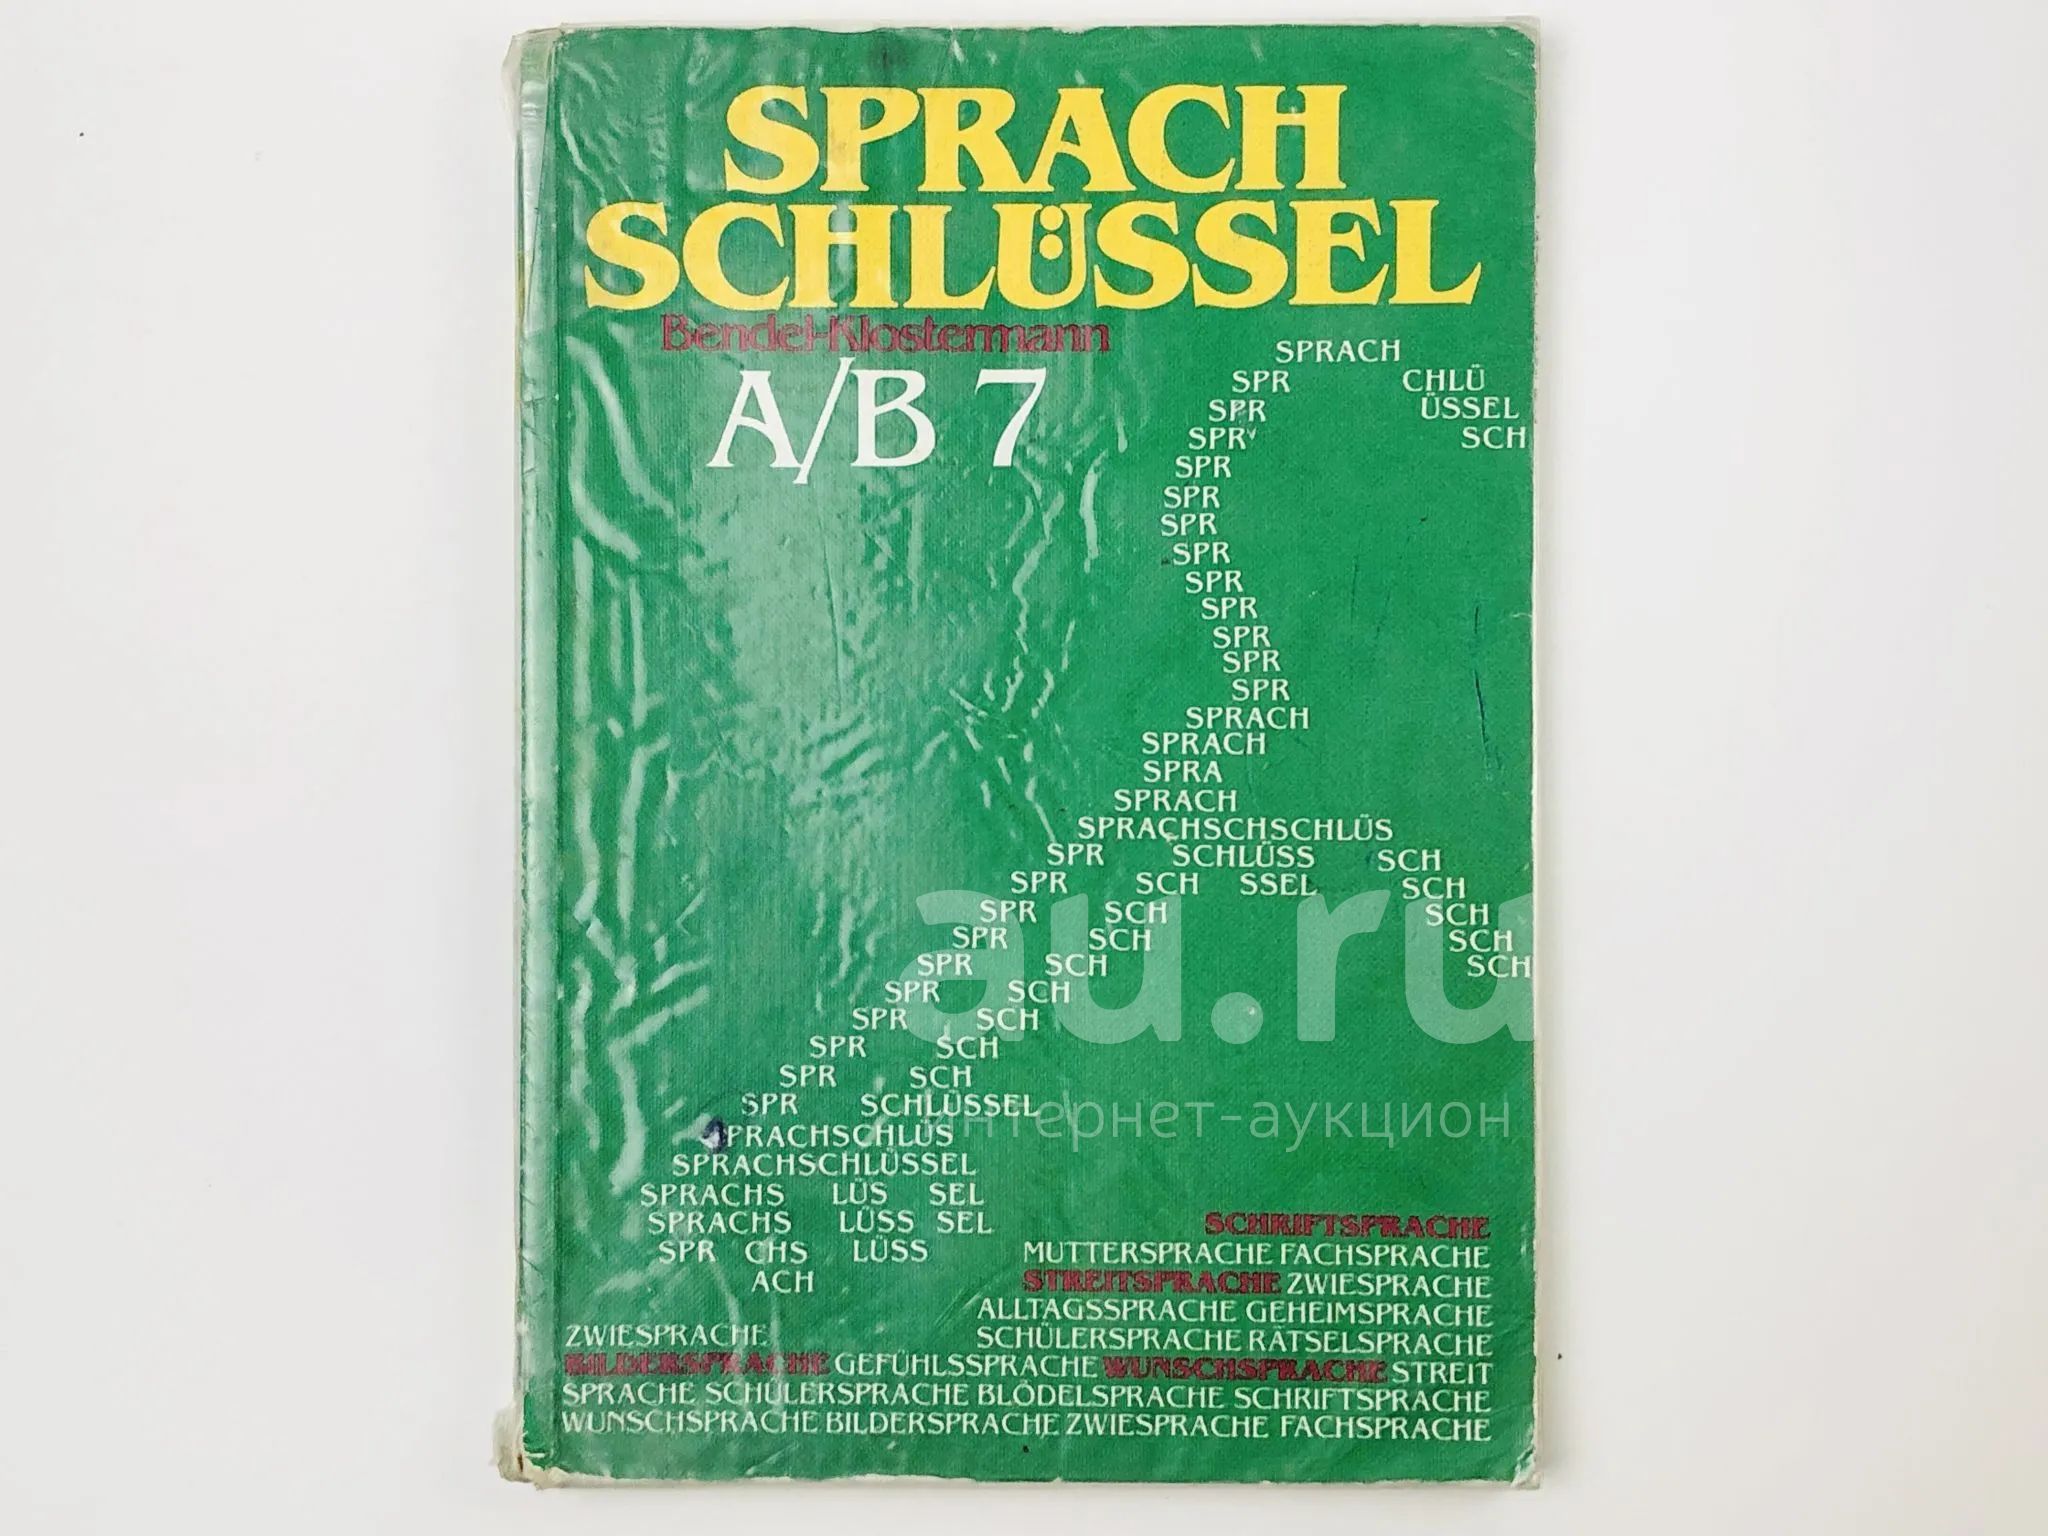 SPRACH
SCHLÜSSEL
Bendel-Klostermann
A/B 7
SPRACH
SPR CHLÜ
SPR ÜSSEL
SPR SCH
SPR
SPR
SPR
SPR
SPR
SPR
SPR
SPR
SPR
SPRACH
SPRACH
SPRA
SPRACH
SPRACHSCHSCHLÜS
SPR SCHLÜSS SCH
SPR SCH SSEL SCH
SPR SCH SCH
SPR SCH SCH
SPR SCH SCH
SPR SCH
SPR SCH
SPR SCH
SPR SCH
SPR SCHLÜSSEL
PRACHSCHLÜS
SPRACHSCHLÜSSEL
SPRACHS LÜS SEL
SPRACHS LÜSS SEL
SPR CHS LÜSS
ACH
SCHRIFTSPRACHE
MUTTERSPRACHE FACHSPRACHE
STREITSPRACHE ZWIESPRACHE
ALLTAGSSPRACHE GEHEIMSPRACHE
ZWIESPRACHE SCHÜLERSPRACHE RÄTSELSPRACHE
BILDERSPRACHE GEFÜHLSSPRACHE WUNSCHSPRACHE STREIT
SPRACHE SCHÜLERSPRACHE BLÖDELSPRACHE SCHRIFTSPRACHE
WUNSCHSPRACHE BILDERSPRACHE ZWIESPRACHE FACHSPRACHE
au.ru
интернет-аукцион